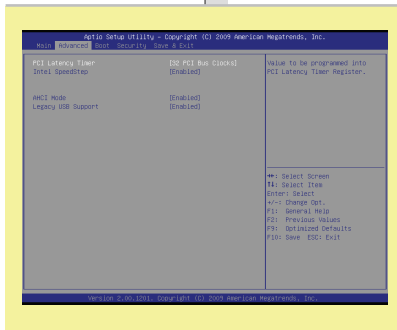 Aptio Setup Utility - Copyright (C) 2009 American Megatrends, Inc.
Main Advanced Boot Security Save & Exit
PCI Latency Timer [32 PCI Bus Clocks]
Intel SpeedStep [Enabled]
AHCI Mode [Enabled]
Legacy USB Support [Enabled]
Value to be programmed into
PCI Latency Timer Register.
→←: Select Screen
↑↓: Select Item
Enter: Select
+/-: Change Opt.
F1: General Help
F2: Previous Values
F9: Optimized Defaults
F10: Save ESC: Exit
Version 2.00.1201. Copyright (C) 2009 American Megatrends, Inc.